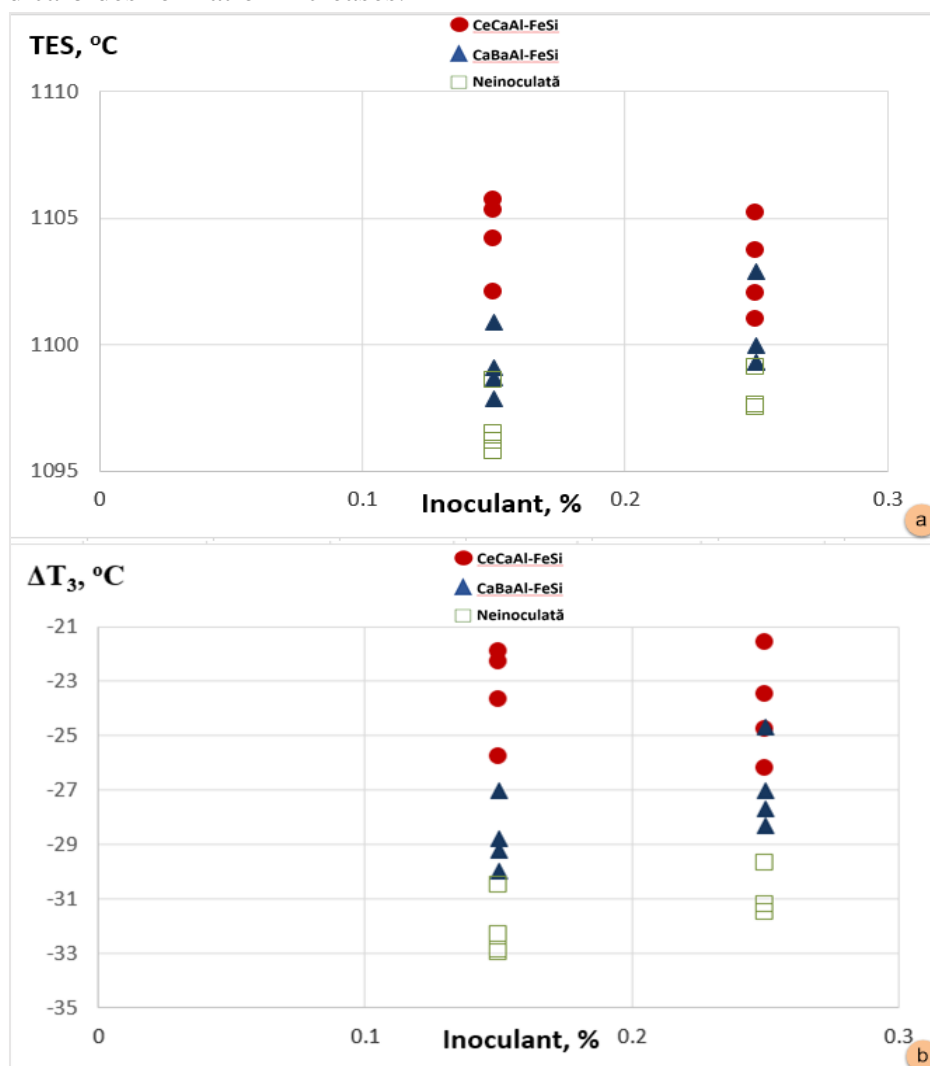 CeCaAl-FeSi
TES, ºC
CaBaAl-FeSi
Neinoculată
1110
1105
1100
1095
0
0.1
Inoculant, %
0.2
0.3
a
CeCaAl-FeSi
ΔT₃, ºC
CaBaAl-FeSi
Neinoculată
-21
-23
-25
-27
-29
-31
-33
-35
0
0.1
Inoculant, %
0.2
0.3
b